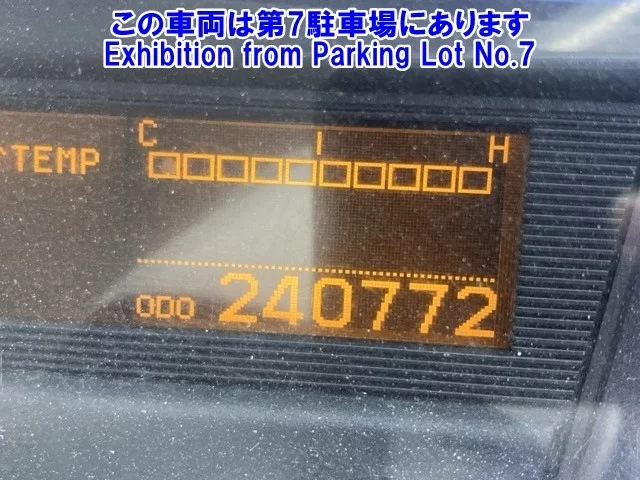 この車両は第7駐車場にあります
Exhibition from Parking Lot No.7
C H
TEMP
ODO 240772